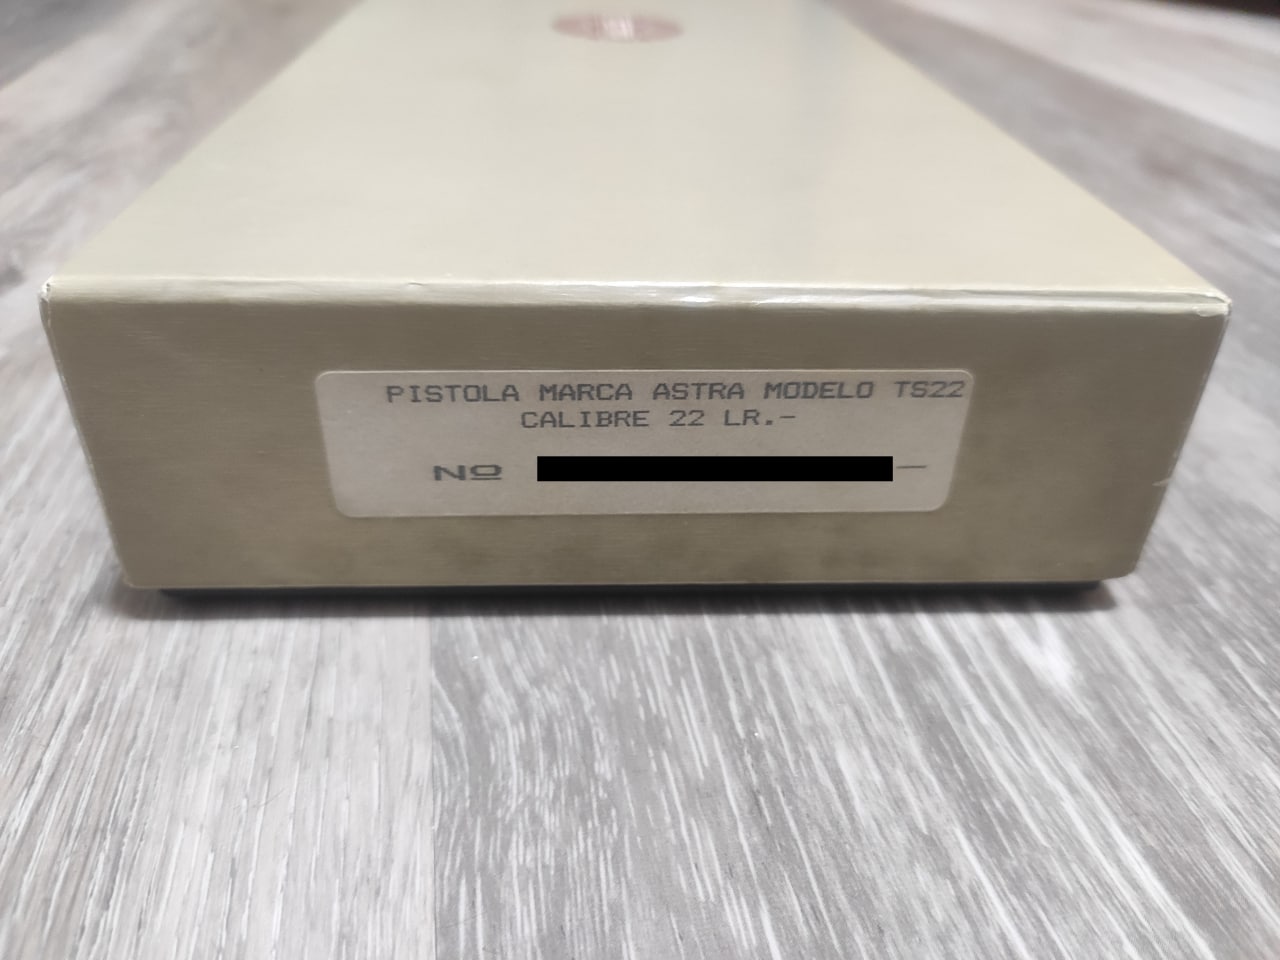 PISTOLA MARCA ASTRA MODELO TS22
CALIBRE 22 LR.-
Nº -